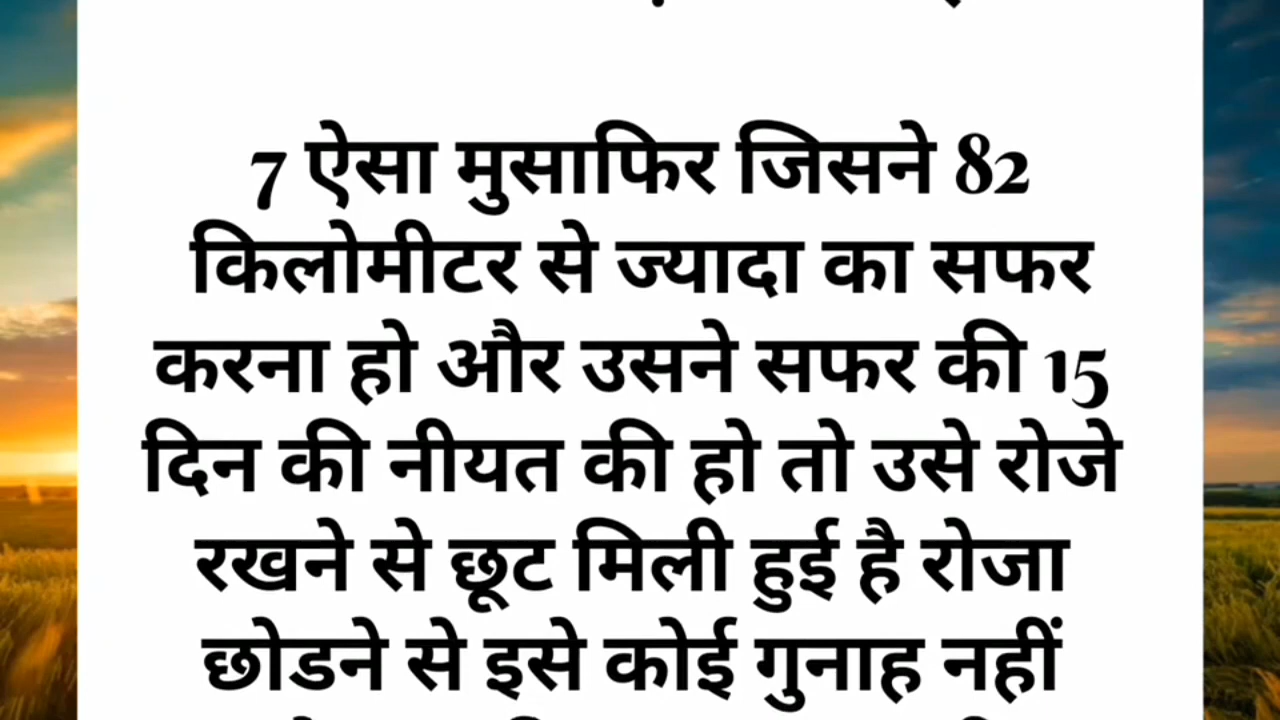 7 ऐसा मुसाफिर जिसने 82
किलोमीटर से ज्यादा का सफर
करना हो और उसने सफर की 15
दिन की नीयत की हो तो उसे रोजे
रखने से छूट मिली हुई है रोजा
छोडने से इसे कोई गुनाह नहीं